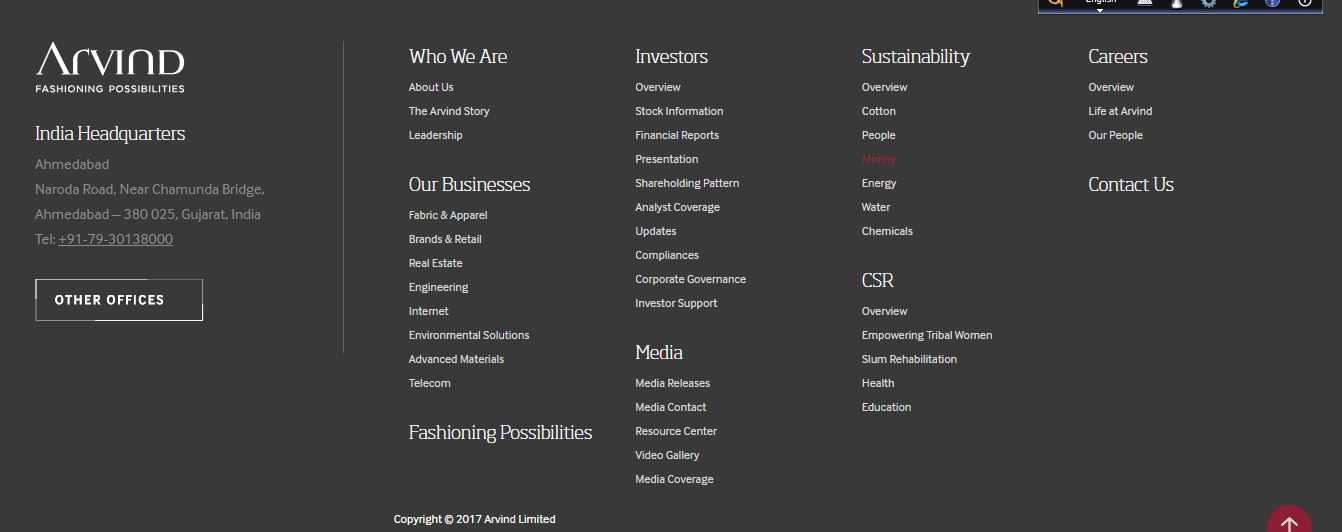 English
ARVIND
FASHIONING POSSIBILITIES
India Headquarters
Ahmedabad
Naroda Road, Near Chamunda Bridge,
Ahmedabad – 380 025, Gujarat, India
Tel: +91-79-30138000
OTHER OFFICES
Who We Are
About Us
The Arvind Story
Leadership
Our Businesses
Fabric & Apparel
Brands & Retail
Real Estate
Engineering
Internet
Environmental Solutions
Advanced Materials
Telecom
Fashioning Possibilities
Investors
Overview
Stock Information
Financial Reports
Presentation
Shareholding Pattern
Analyst Coverage
Updates
Compliances
Corporate Governance
Investor Support
Media
Media Releases
Media Contact
Resource Center
Video Gallery
Media Coverage
Sustainability
Overview
Cotton
People
Money
Energy
Water
Chemicals
CSR
Overview
Empowering Tribal Women
Slum Rehabilitation
Health
Education
Careers
Overview
Life at Arvind
Our People
Contact Us
Copyright © 2017 Arvind Limited